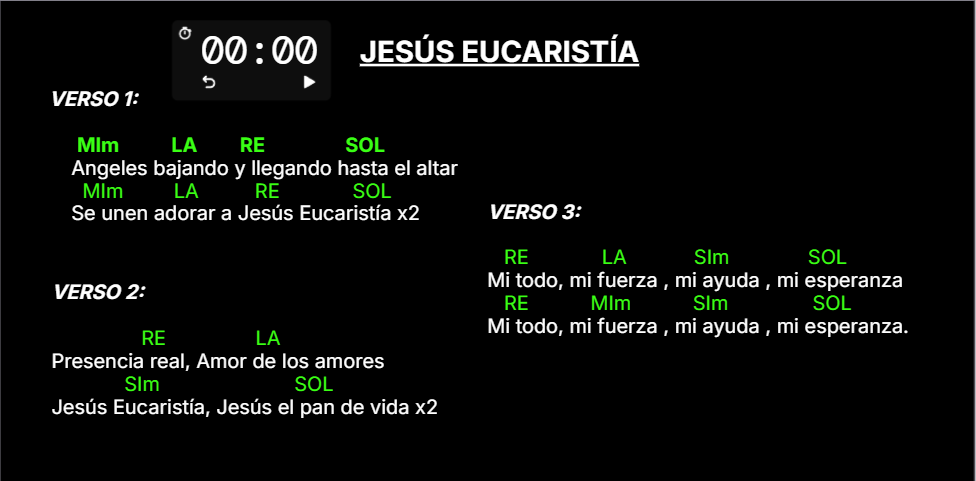 00:00
JESÚS EUCARISTÍA
VERSO 1:
MIm LA RE SOL
Angeles bajando y llegando hasta el altar
MIm LA RE SOL
Se unen adorar a Jesús Eucaristía x2
VERSO 2:
RE LA
Presencia real, Amor de los amores
SIm SOL
Jesús Eucaristía, Jesús el pan de vida x2
VERSO 3:
RE LA SIm SOL
Mi todo, mi fuerza , mi ayuda , mi esperanza
RE MIm SIm SOL
Mi todo, mi fuerza , mi ayuda , mi esperanza.